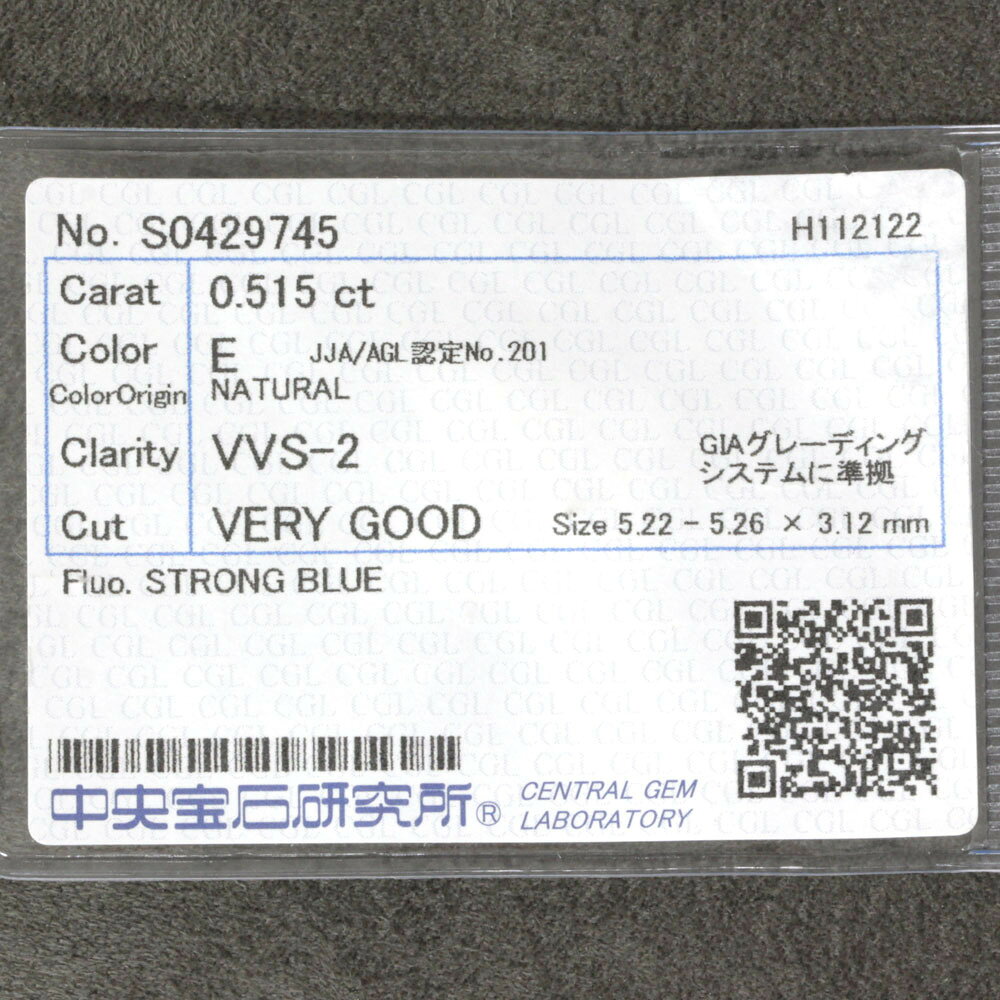 No. S0429745 H112122
Carat 0.515 ct
Color E JJA/AGL認定No.201
ColorOrigin NATURAL
Clarity VVS-2 GIAグレーディング
システムに準拠
Cut VERY GOOD Size 5.22 - 5.26 × 3.12 mm
Fluo. STRONG BLUE
中央宝石研究所® CENTRAL GEM
LABORATORY